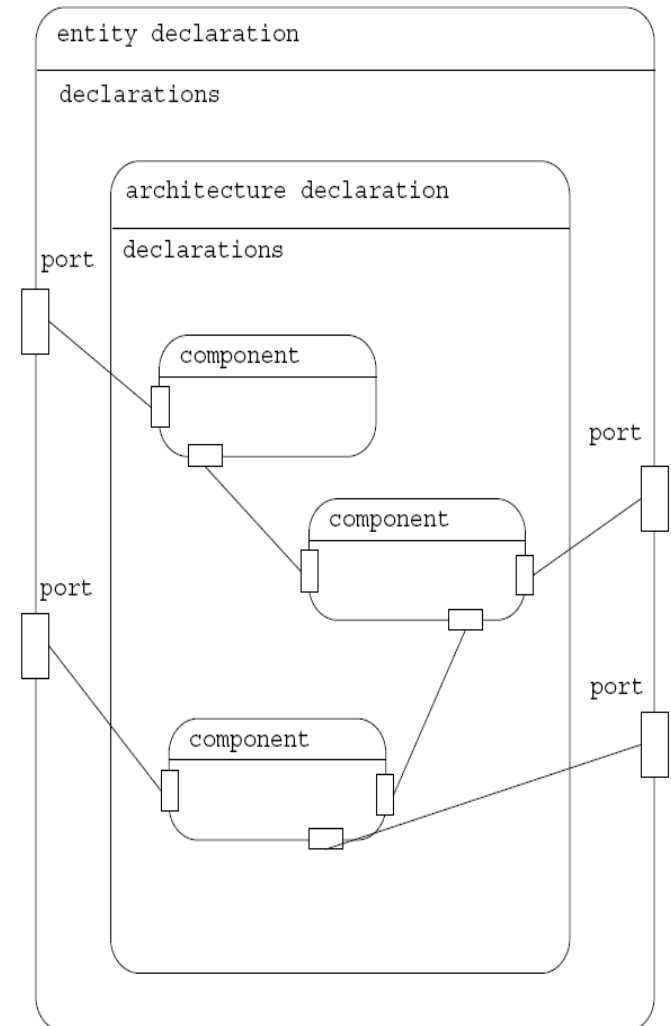 entity declaration
declarations
architecture declaration
declarations
port
component
port
component
port
port
component